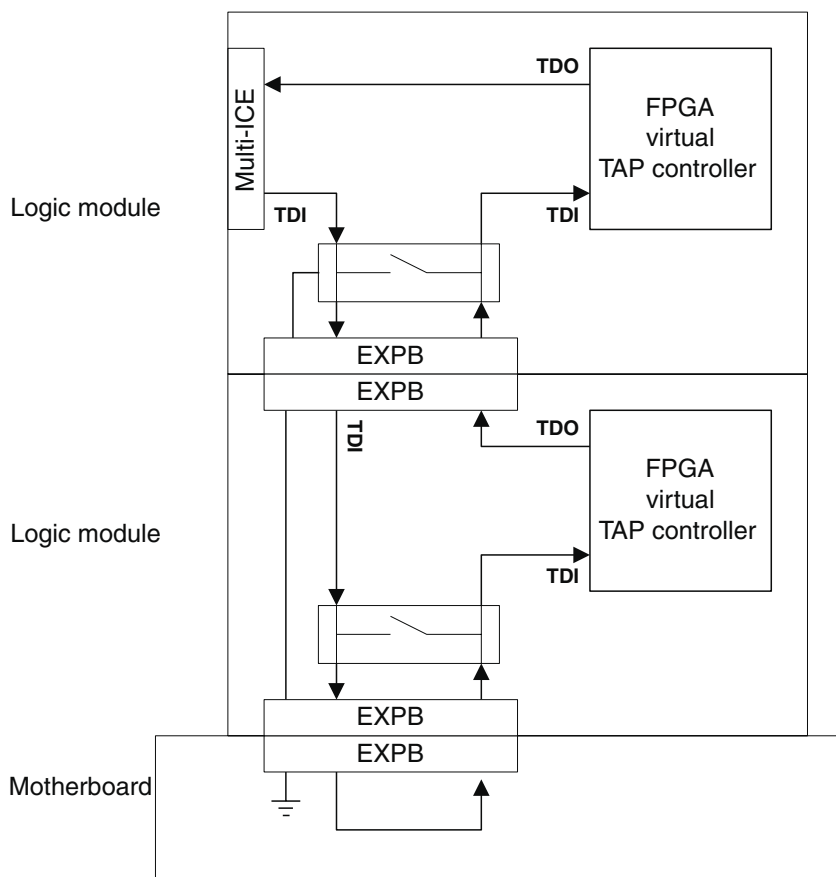 TDO
Multi-ICE
FPGA
virtual
TAP controller
Logic module
TDI
TDI
EXPB
EXPB
TDI
TDO
FPGA
virtual
TAP controller
Logic module
TDI
EXPB
EXPB
Motherboard